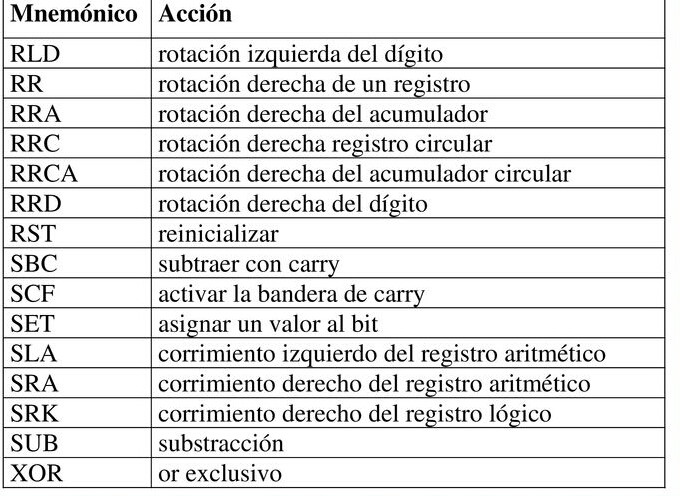 Mnemónico Acción
RLD rotación izquierda del dígito
RR rotación derecha de un registro
RRA rotación derecha del acumulador
RRC rotación derecha registro circular
RRCA rotación derecha del acumulador circular
RRD rotación derecha del dígito
RST reinicializar
SBC subtraer con carry
SCF activar la bandera de carry
SET asignar un valor al bit
SLA corrimiento izquierdo del registro aritmético
SRA corrimiento derecho del registro aritmético
SRK corrimiento derecho del registro lógico
SUB substracción
XOR or exclusivo